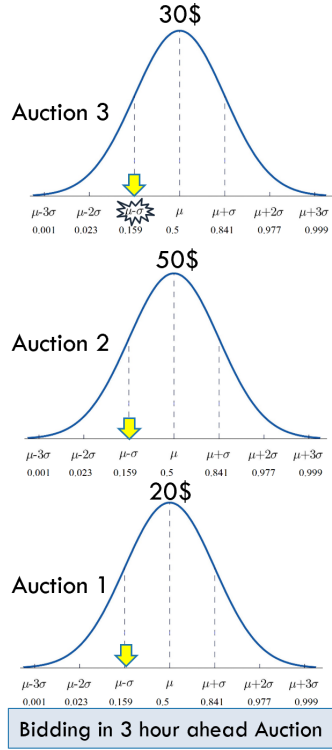 30$
Auction 3
μ-3σ μ-2σ μ-σ μ μ+σ μ+2σ μ+3σ
0.001 0.023 0.159 0.5 0.841 0.977 0.999
50$
Auction 2
μ-3σ μ-2σ μ-σ μ μ+σ μ+2σ μ+3σ
0.001 0.023 0.159 0.5 0.841 0.977 0.999
20$
Auction 1
μ-3σ μ-2σ μ-σ μ μ+σ μ+2σ μ+3σ
0.001 0.023 0.159 0.5 0.841 0.977 0.999
Bidding in 3 hour ahead Auction